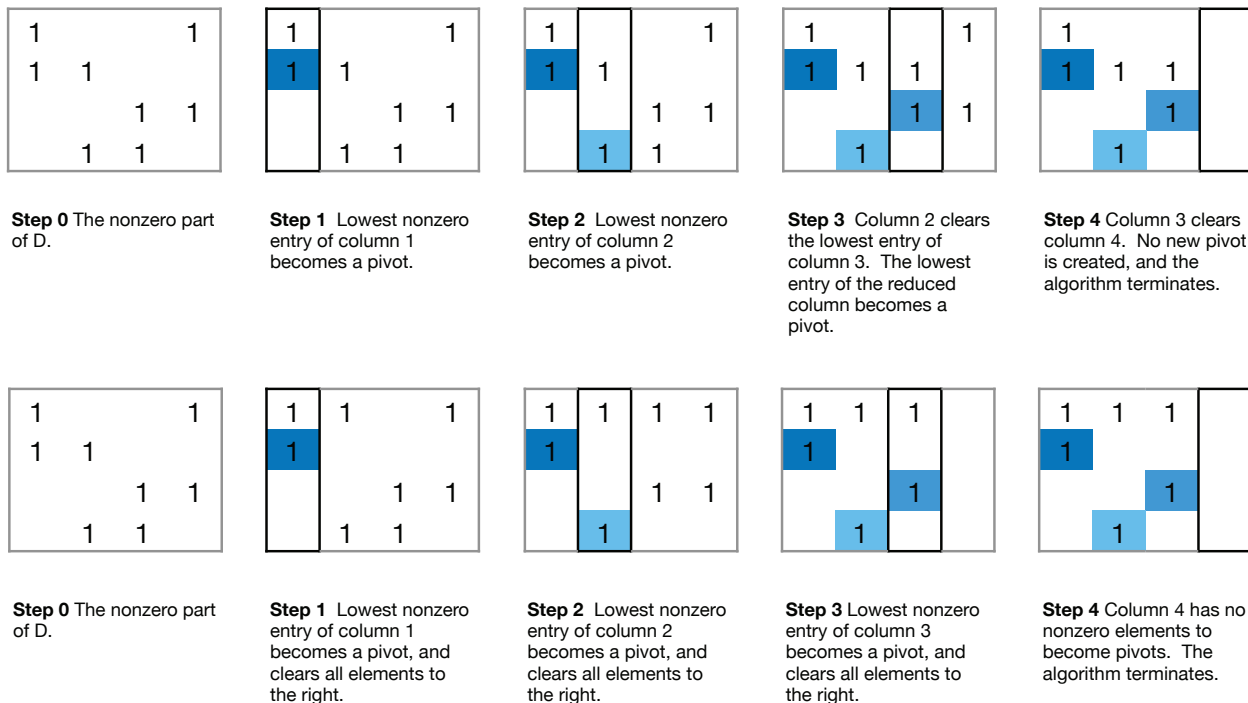 1 1
1 1
1 1
1 1
Step 0 The nonzero part
of D.
1 1
1 1
1 1
1 1
Step 1 Lowest nonzero
entry of column 1
becomes a pivot.
1 1
1 1
1 1
1 1
Step 2 Lowest nonzero
entry of column 2
becomes a pivot.
1 1
1 1 1
1 1
1
Step 3 Column 2 clears
the lowest entry of
column 3. The lowest
entry of the reduced
column becomes a
pivot.
1
1 1 1
1
1
Step 4 Column 3 clears
column 4. No new pivot
is created, and the
algorithm terminates.
1 1
1 1
1 1
1 1
Step 0 The nonzero part
of D.
1 1 1
1
1 1
1 1
Step 1 Lowest nonzero
entry of column 1
becomes a pivot, and
clears all elements to
the right.
1 1 1 1
1
1 1
1
Step 2 Lowest nonzero
entry of column 2
becomes a pivot, and
clears all elements to
the right.
1 1 1
1
1
1
Step 3 Lowest nonzero
entry of column 3
becomes a pivot, and
clears all elements to
the right.
1 1 1
1
1
1
Step 4 Column 4 has no
nonzero elements to
become pivots. The
algorithm terminates.